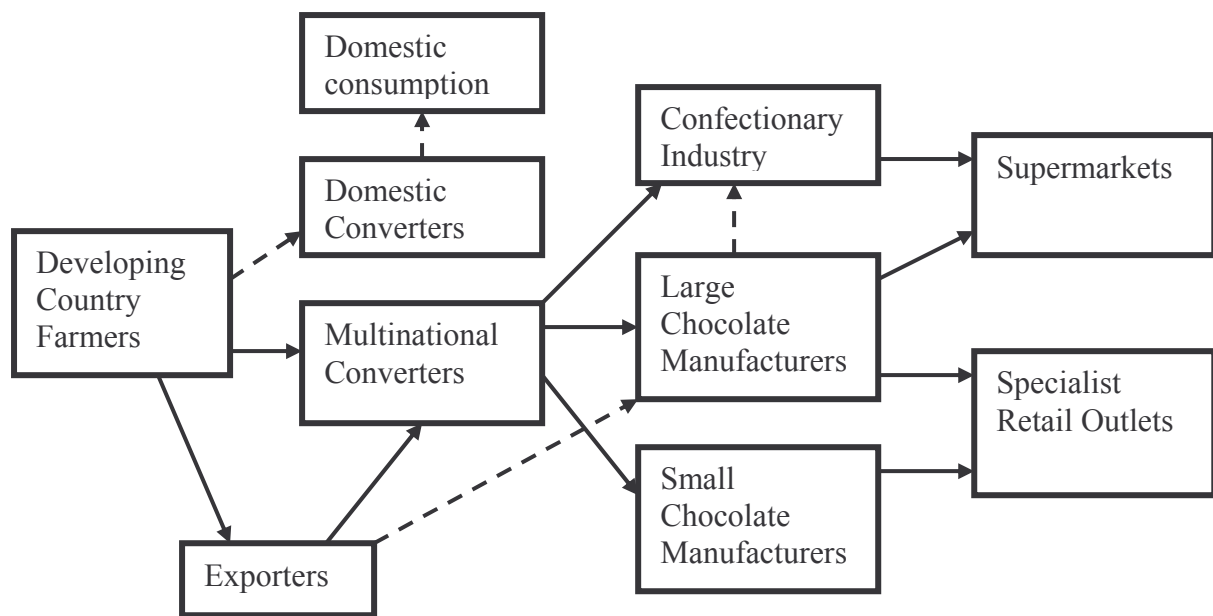 Domestic
consumption
Domestic
Converters
Developing
Country
Farmers
Multinational
Converters
Exporters
Confectionary
Industry
Large
Chocolate
Manufacturers
Small
Chocolate
Manufacturers
Supermarkets
Specialist
Retail Outlets